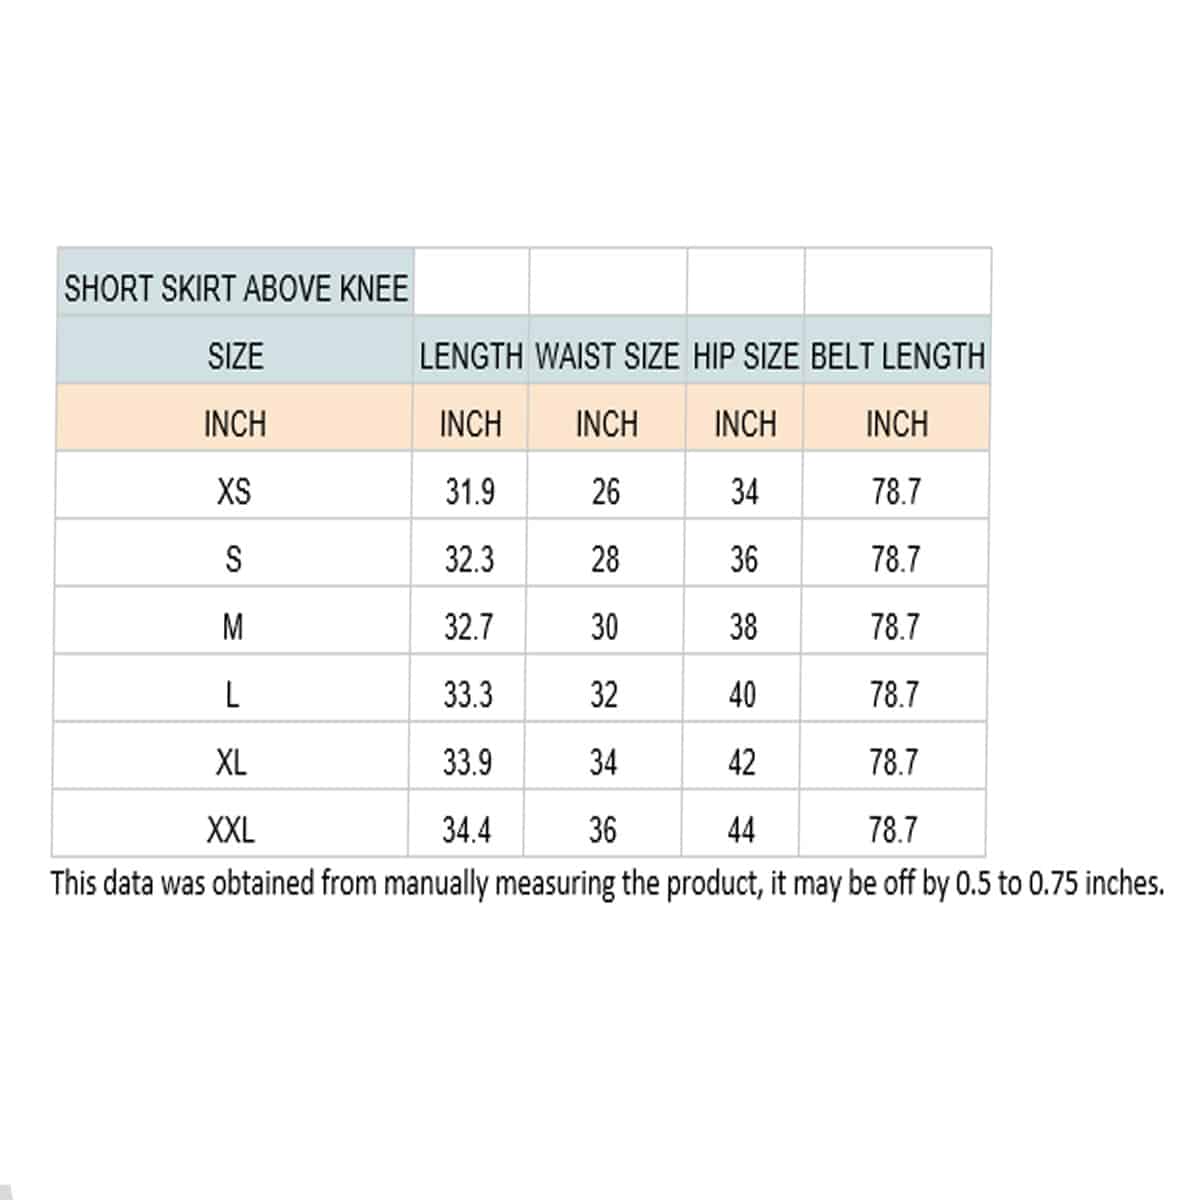 SHORT SKIRT ABOVE KNEE
SIZE LENGTH WAIST SIZE HIP SIZE BELT LENGTH
INCH INCH INCH INCH INCH
XS 31.9 26 34 78.7
S 32.3 28 36 78.7
M 32.7 30 38 78.7
L 33.3 32 40 78.7
XL 33.9 34 42 78.7
XXL 34.4 36 44 78.7
This data was obtained from manually measuring the product, it may be off by 0.5 to 0.75 inches.